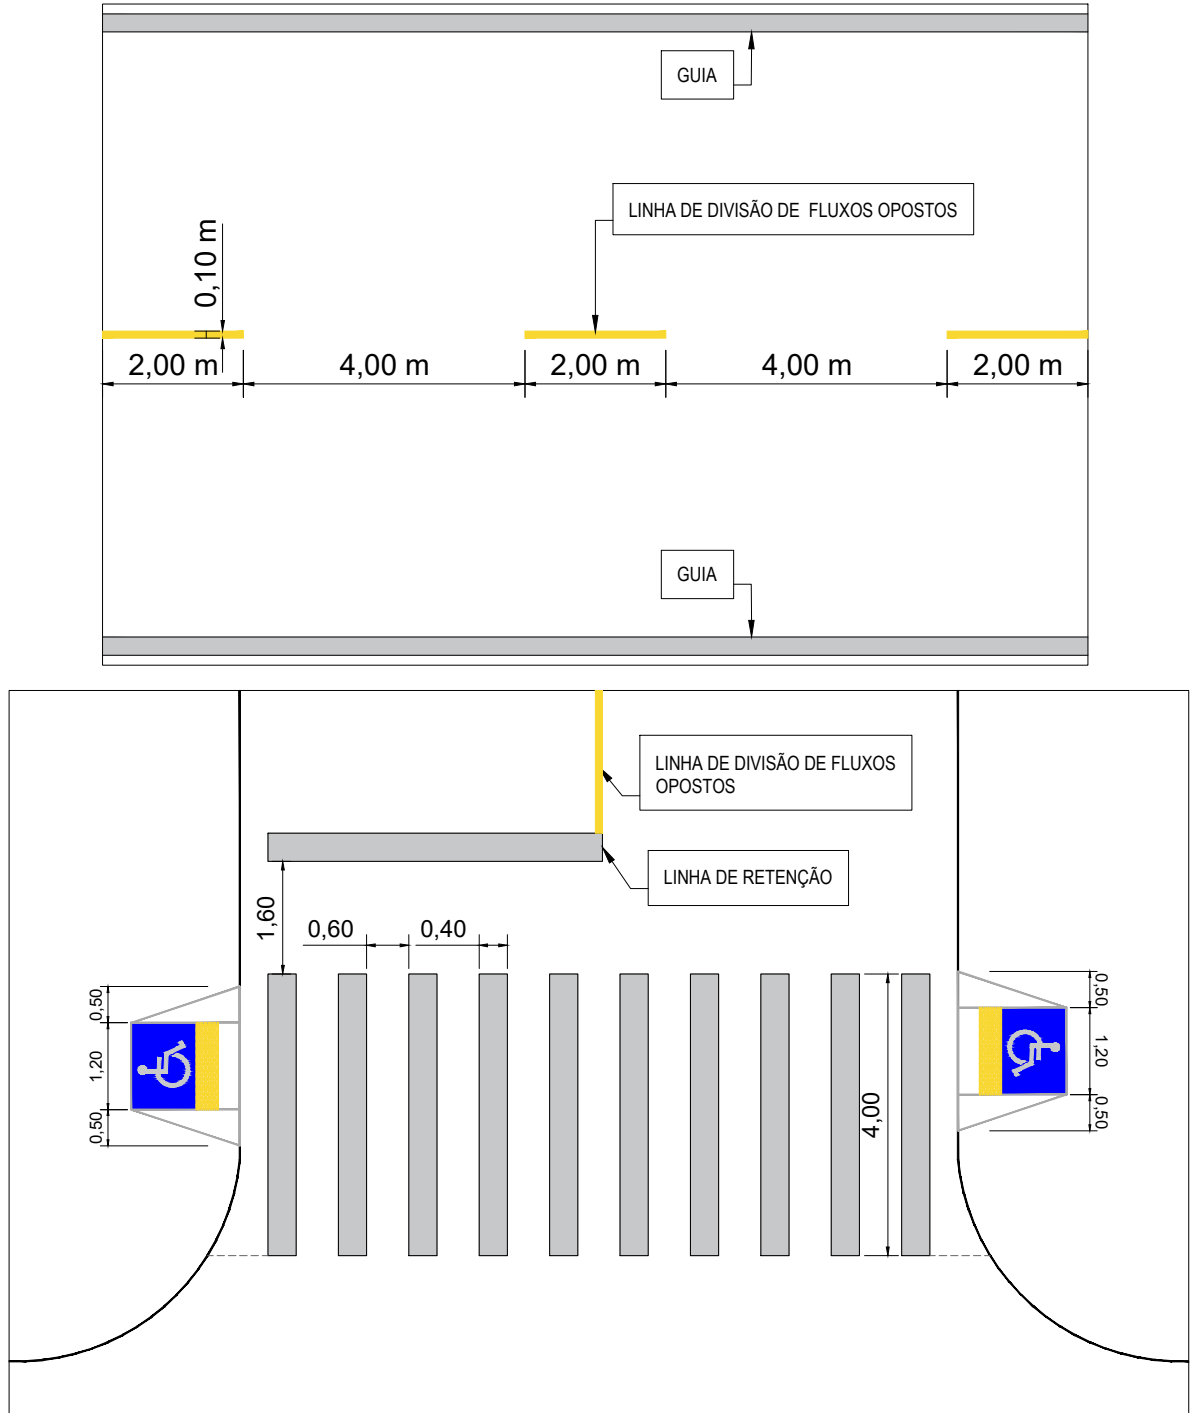 GUIA
LINHA DE DIVISÃO DE FLUXOS OPOSTOS
0,10 m
2,00 m
4,00 m
2,00 m
4,00 m
2,00 m
GUIA
LINHA DE DIVISÃO DE FLUXOS
OPOSTOS
LINHA DE RETENÇÃO
1,60
0,60
0,40
0,50
1,20
0,50
4,00
0,50
1,20
0,50